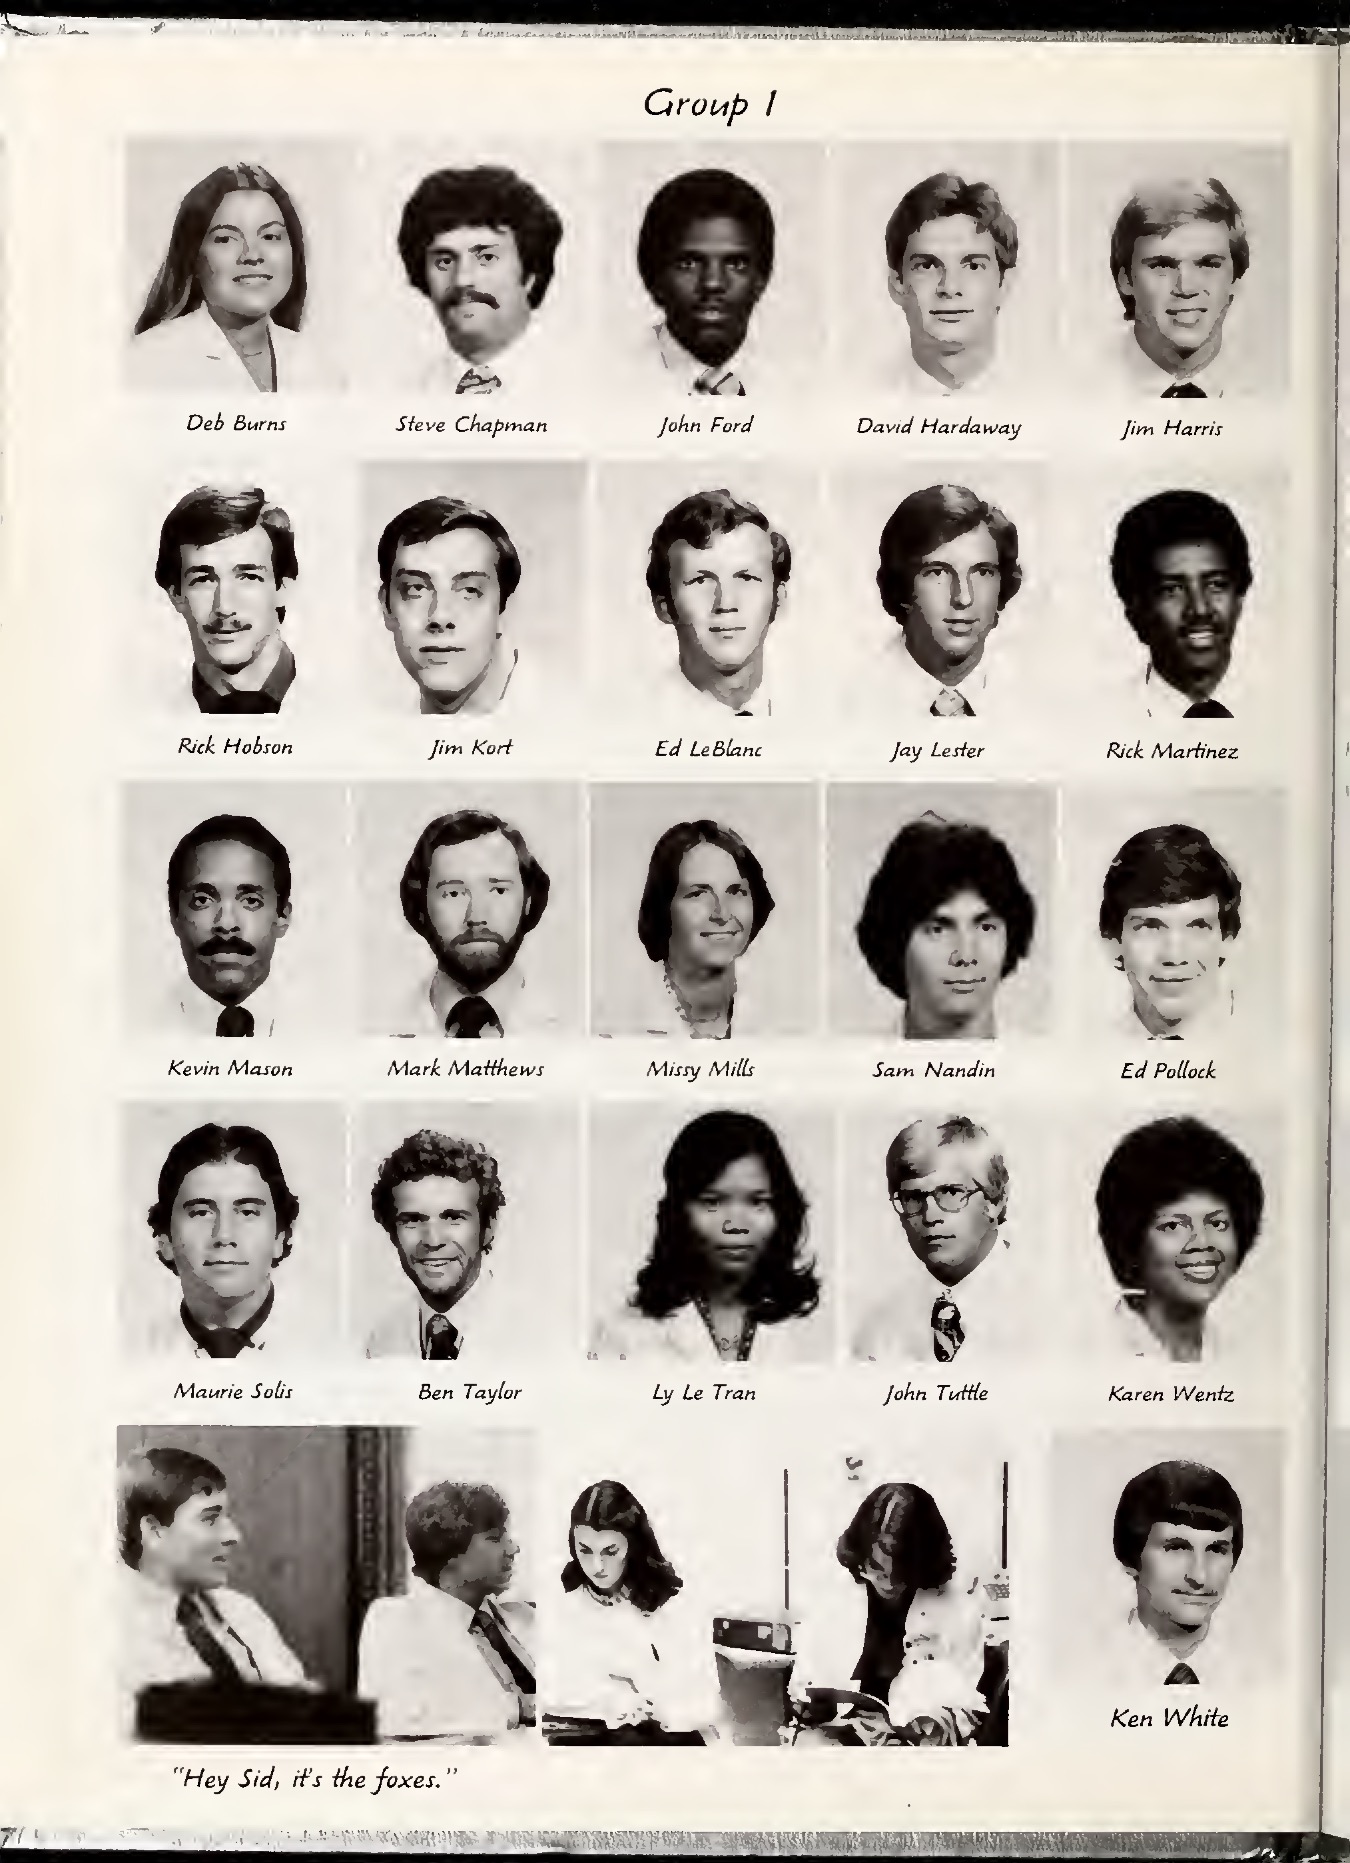 Group I
Deb Burns
Steve Chapman
John Ford
David Hardaway
Jim Harris
Rick Hobson
Jim Kort
Ed LeBlanc
Jay Lester
Rick Martinez
Kevin Mason
Mark Matthews
Missy Mills
Sam Nandin
Ed Pollock
Maurie Solis
Ben Taylor
Ly Le Tran
John Tuttle
Karen Wentz
Ken White
"Hey Sid, it's the foxes."